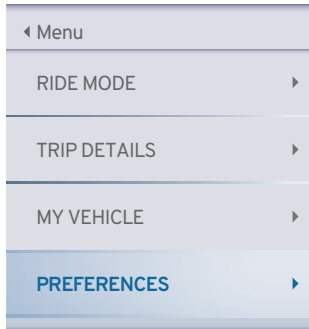 Menu
RIDE MODE
TRIP DETAILS
MY VEHICLE
PREFERENCES